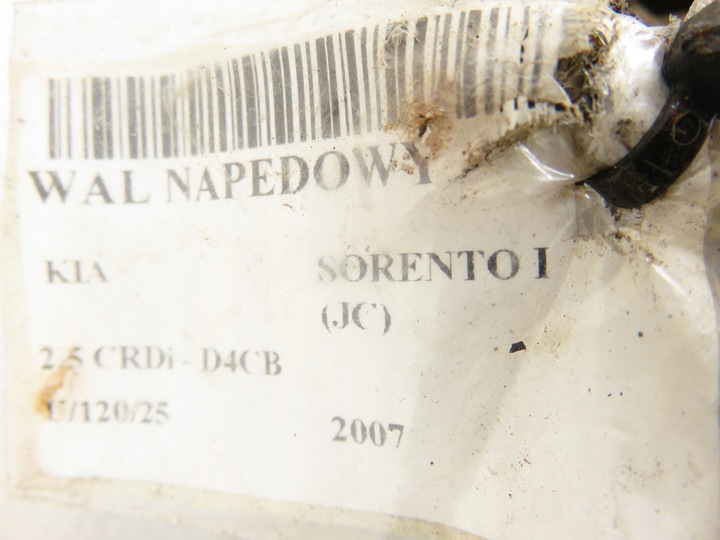 WAL NAPEDOWY
KIA SORENTO I
(JC)
2.5 CRDi - D4CB
U/120/25
2007